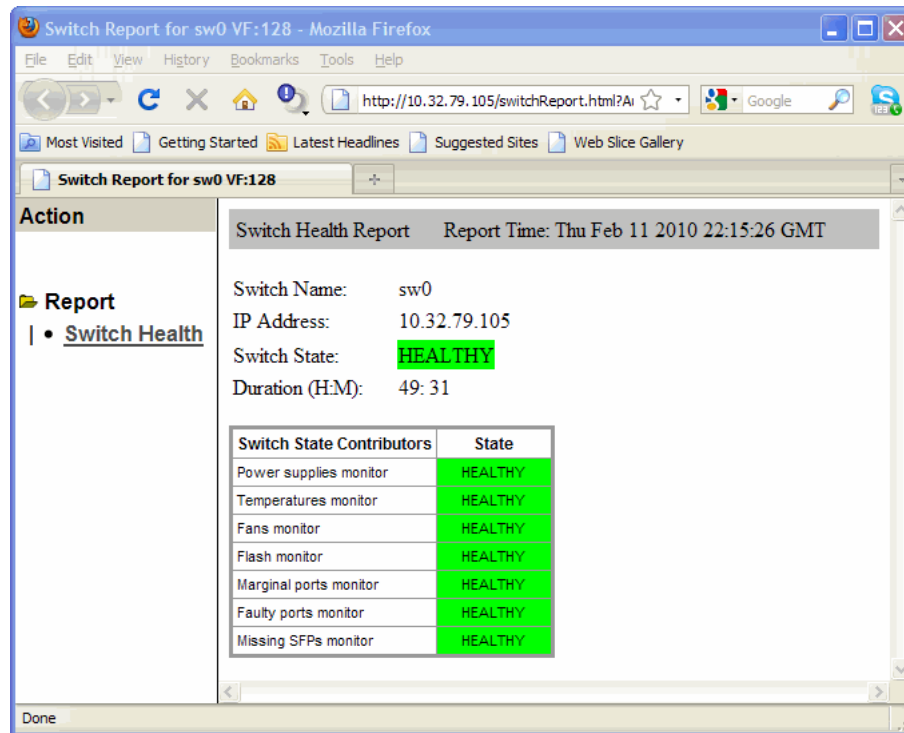 Switch Report for sw0 VF:128 - Mozilla Firefox
File Edit View History Bookmarks Tools Help
http://10.32.79.105/switchReport.html?A Google
Most Visited Getting Started Latest Headlines Suggested Sites Web Slice Gallery
Switch Report for sw0 VF:128
Action
Switch Health Report Report Time: Thu Feb 11 2010 22:15:26 GMT
Report
Switch Health
Switch Name: sw0
IP Address: 10.32.79.105
Switch State: HEALTHY
Duration (H:M): 49: 31
Switch State Contributors State
Power supplies monitor HEALTHY
Temperatures monitor HEALTHY
Fans monitor HEALTHY
Flash monitor HEALTHY
Marginal ports monitor HEALTHY
Faulty ports monitor HEALTHY
Missing SFPs monitor HEALTHY
Done